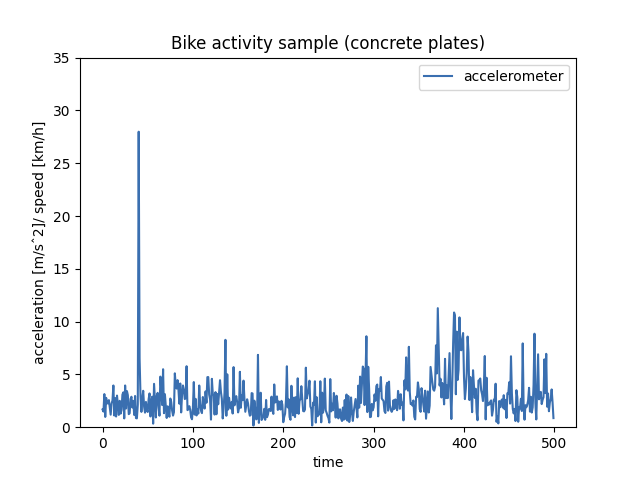 Bike activity sample (concrete plates)
accelerometer
acceleration [m/sˆ2]/ speed [km/h]
35
30
25
20
15
10
5
0
0 100 200 300 400 500
time